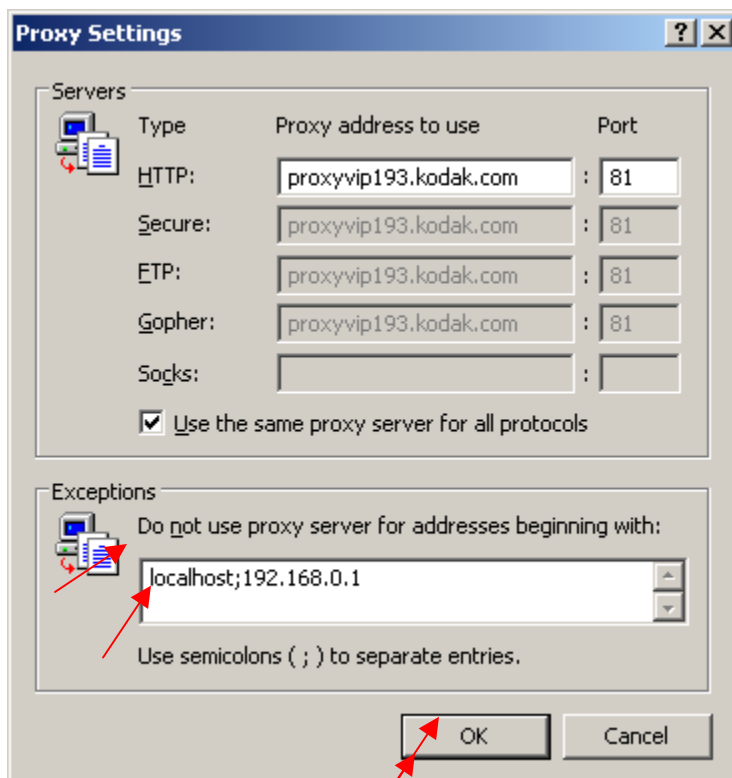 Proxy Settings
Servers
Type Proxy address to use Port
HTTP: proxyvip193.kodak.com : 81
Secure: proxyvip193.kodak.com : 81
FTP: proxyvip193.kodak.com : 81
Gopher: proxyvip193.kodak.com : 81
Socks: :
Use the same proxy server for all protocols
Exceptions
Do not use proxy server for addresses beginning with:
localhost;192.168.0.1
Use semicolons ( ; ) to separate entries.
OK Cancel